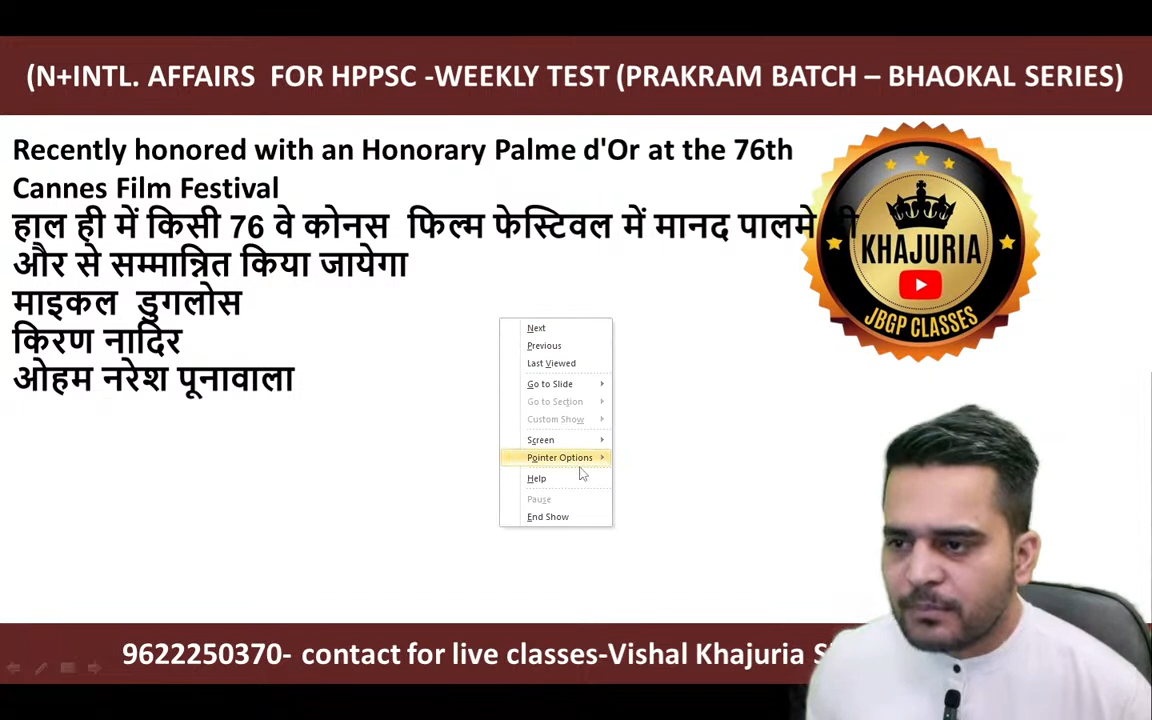 (N+INTL. AFFAIRS FOR HPPSC -WEEKLY TEST (PRAKRAM BATCH – BHAOKAL SERIES)
Recently honored with an Honorary Palme d'Or at the 76th
Cannes Film Festival
हाल ही में किसी 76 वे कोनस फिल्म फेस्टिवल में मानद पालमे
और से सम्मान्नित किया जायेगा
माइकल डुगलोस
किरण नादिर
ओहम नरेश पूनावाला
KHAJURIA
JBGP CLASSES
Next
Previous
Last Viewed
Go to Slide
Go to Section
Custom Show
Screen
Pointer Options
Help
Pause
End Show
9622250370- contact for live classes-Vishal Khajuria